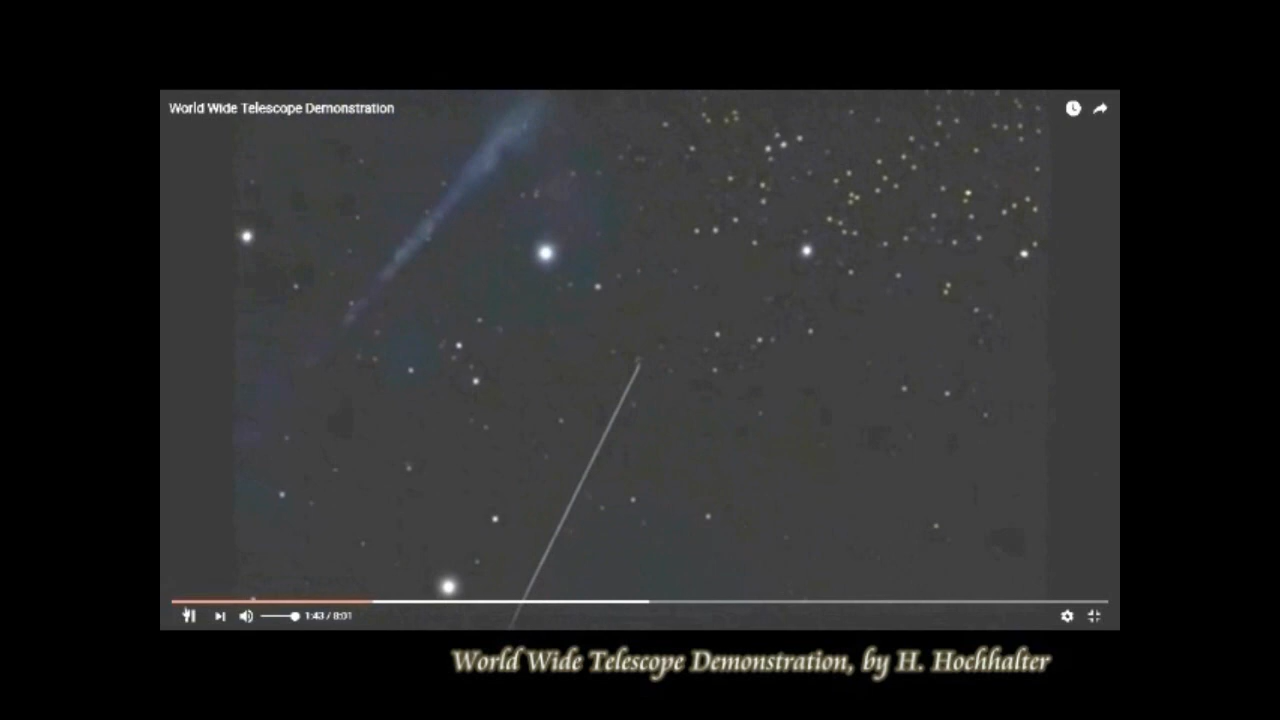 World Wide Telescope Demonstration
1:43 / 8:01
World Wide Telescope Demonstration, by H. Hochhalter